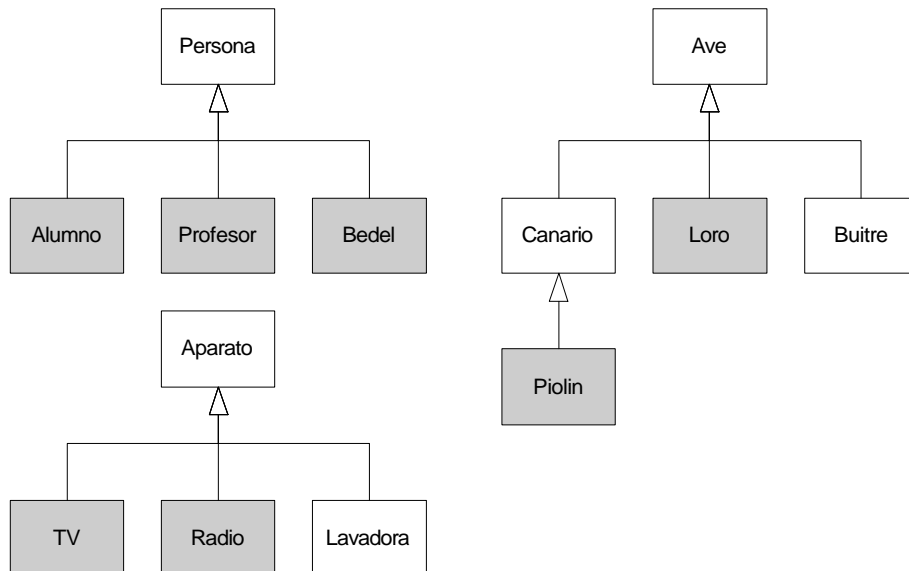 Persona
Ave
Alumno
Profesor
Bedel
Canario
Loro
Buitre
Aparato
Piolin
TV
Radio
Lavadora